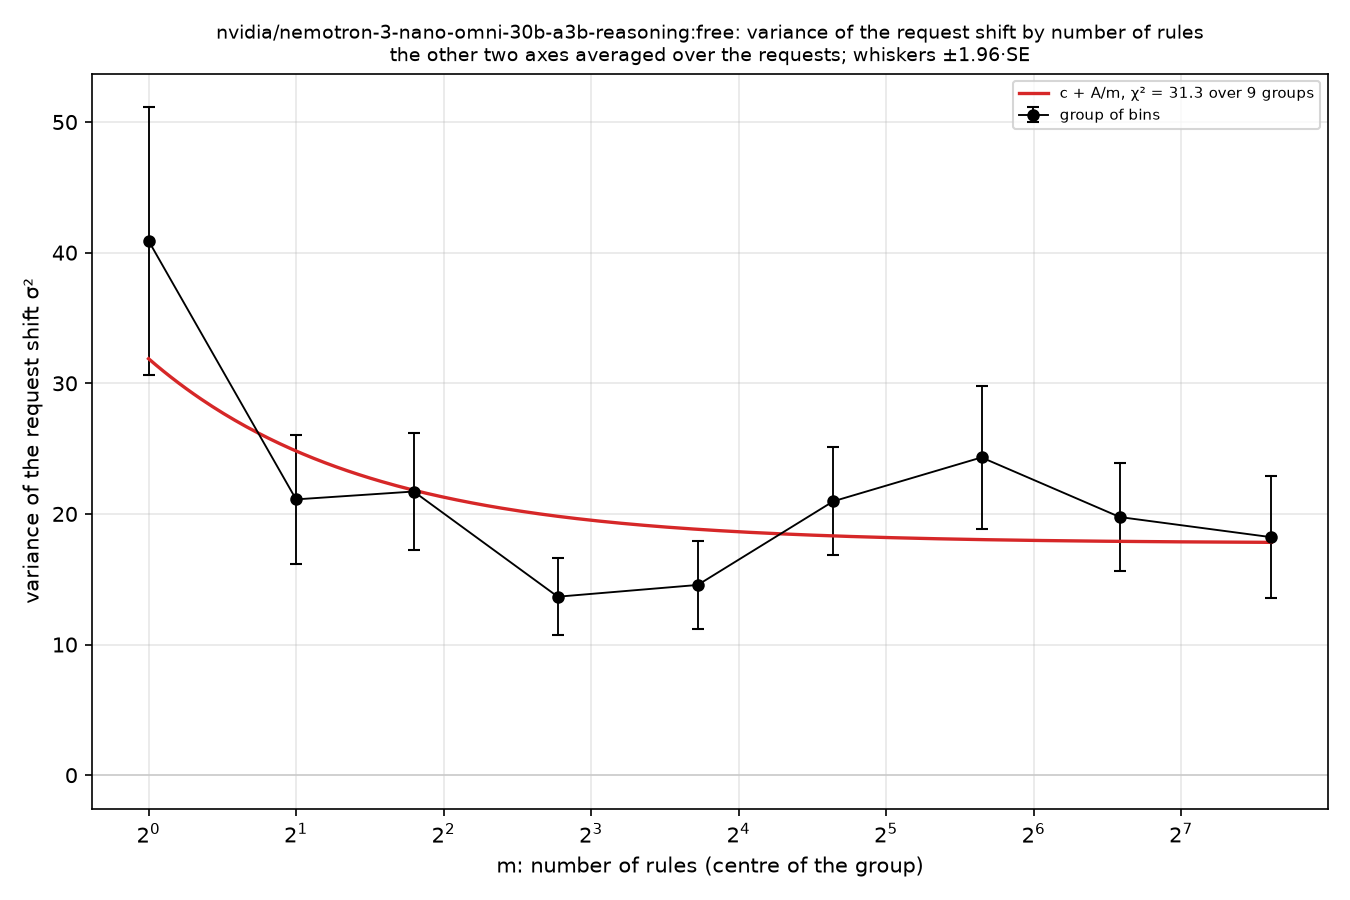 nvidia/nemotron-3-nano-omni-30b-a3b-reasoning:free: variance of the request shift by number of rules
the other two axes averaged over the requests; whiskers ±1.96·SE
c + A/m, χ² = 31.3 over 9 groups
group of bins
variance of the request shift σ²
50
40
30
20
10
0
2⁰ 2¹ 2² 2³ 2⁴ 2⁵ 2⁶ 2⁷
m: number of rules (centre of the group)